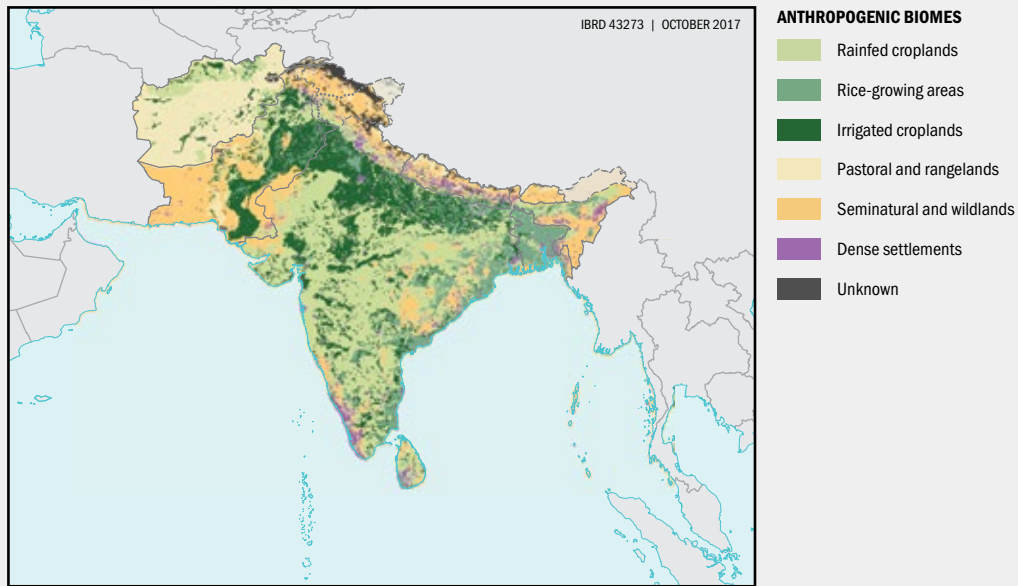 IBRD 43273 | OCTOBER 2017
ANTHROPOGENIC BIOMES
Rainfed croplands
Rice-growing areas
Irrigated croplands
Pastoral and rangelands
Seminatural and wildlands
Dense settlements
Unknown